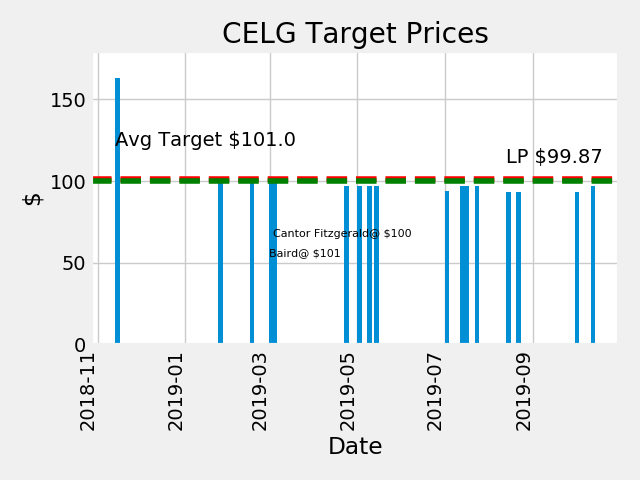 CELG Target Prices
150
Avg Target $101.0
LP $99.87
100
Cantor Fitzgerald@ $100
Baird@ $101
50
0
$
2018-11
2019-01
2019-03
2019-05
2019-07
2019-09
Date